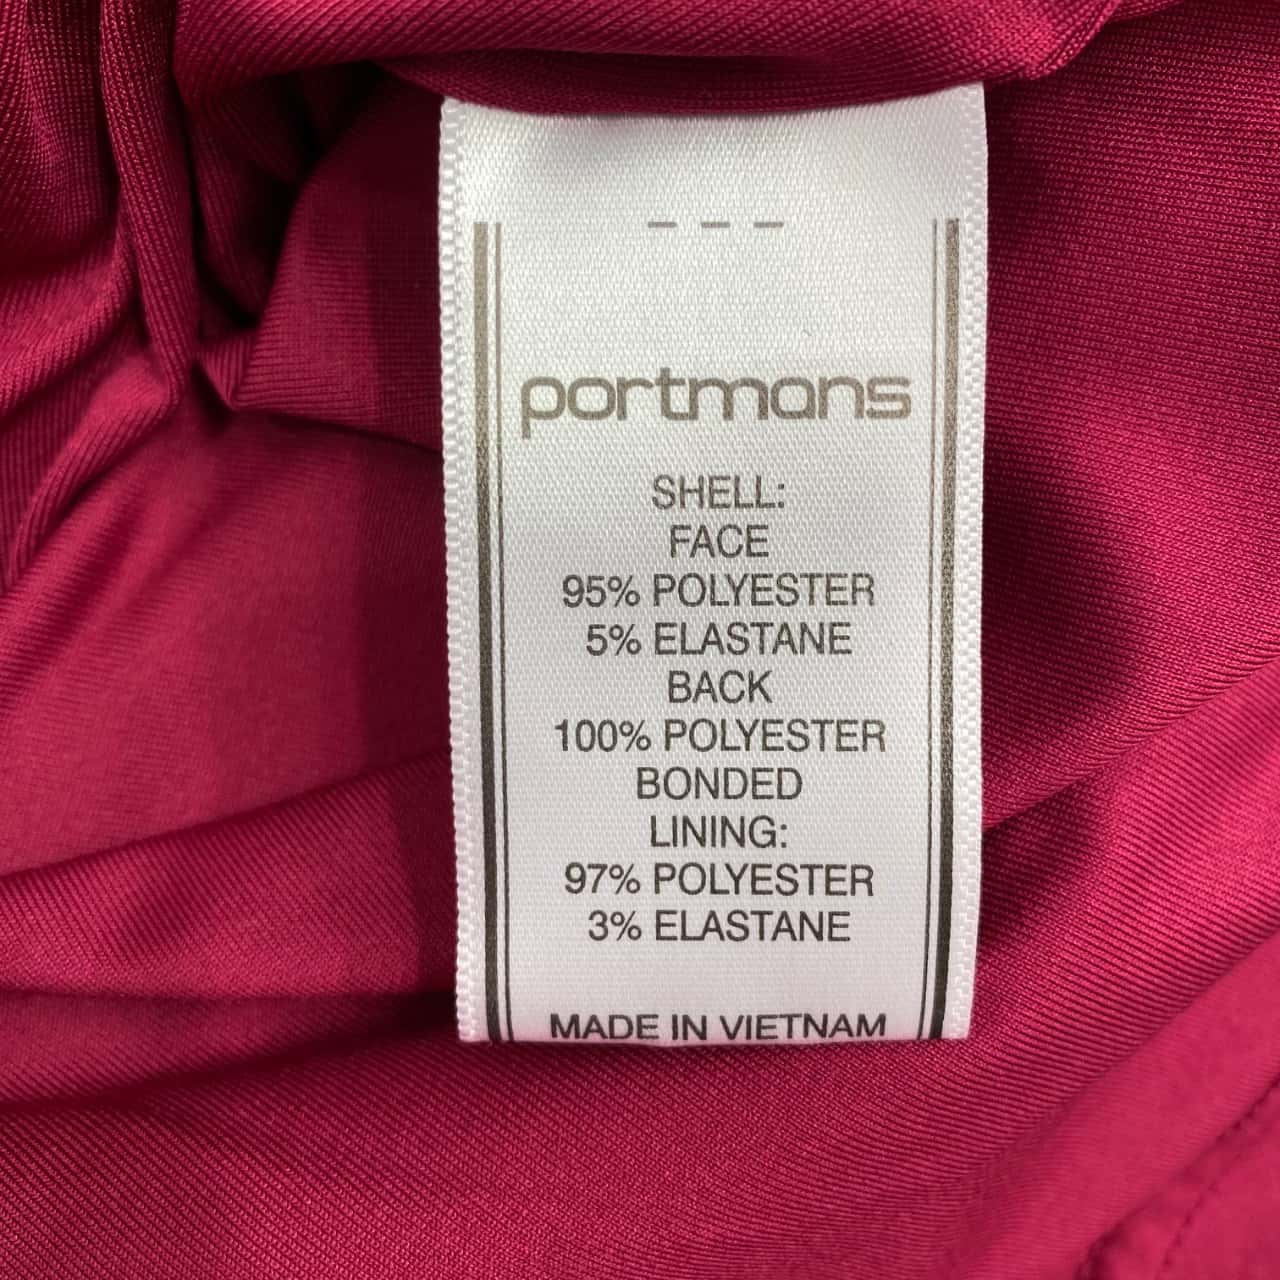 portmans
SHELL:
FACE
95% POLYESTER
5% ELASTANE
BACK
100% POLYESTER
BONDED
LINING:
97% POLYESTER
3% ELASTANE
MADE IN VIETNAM